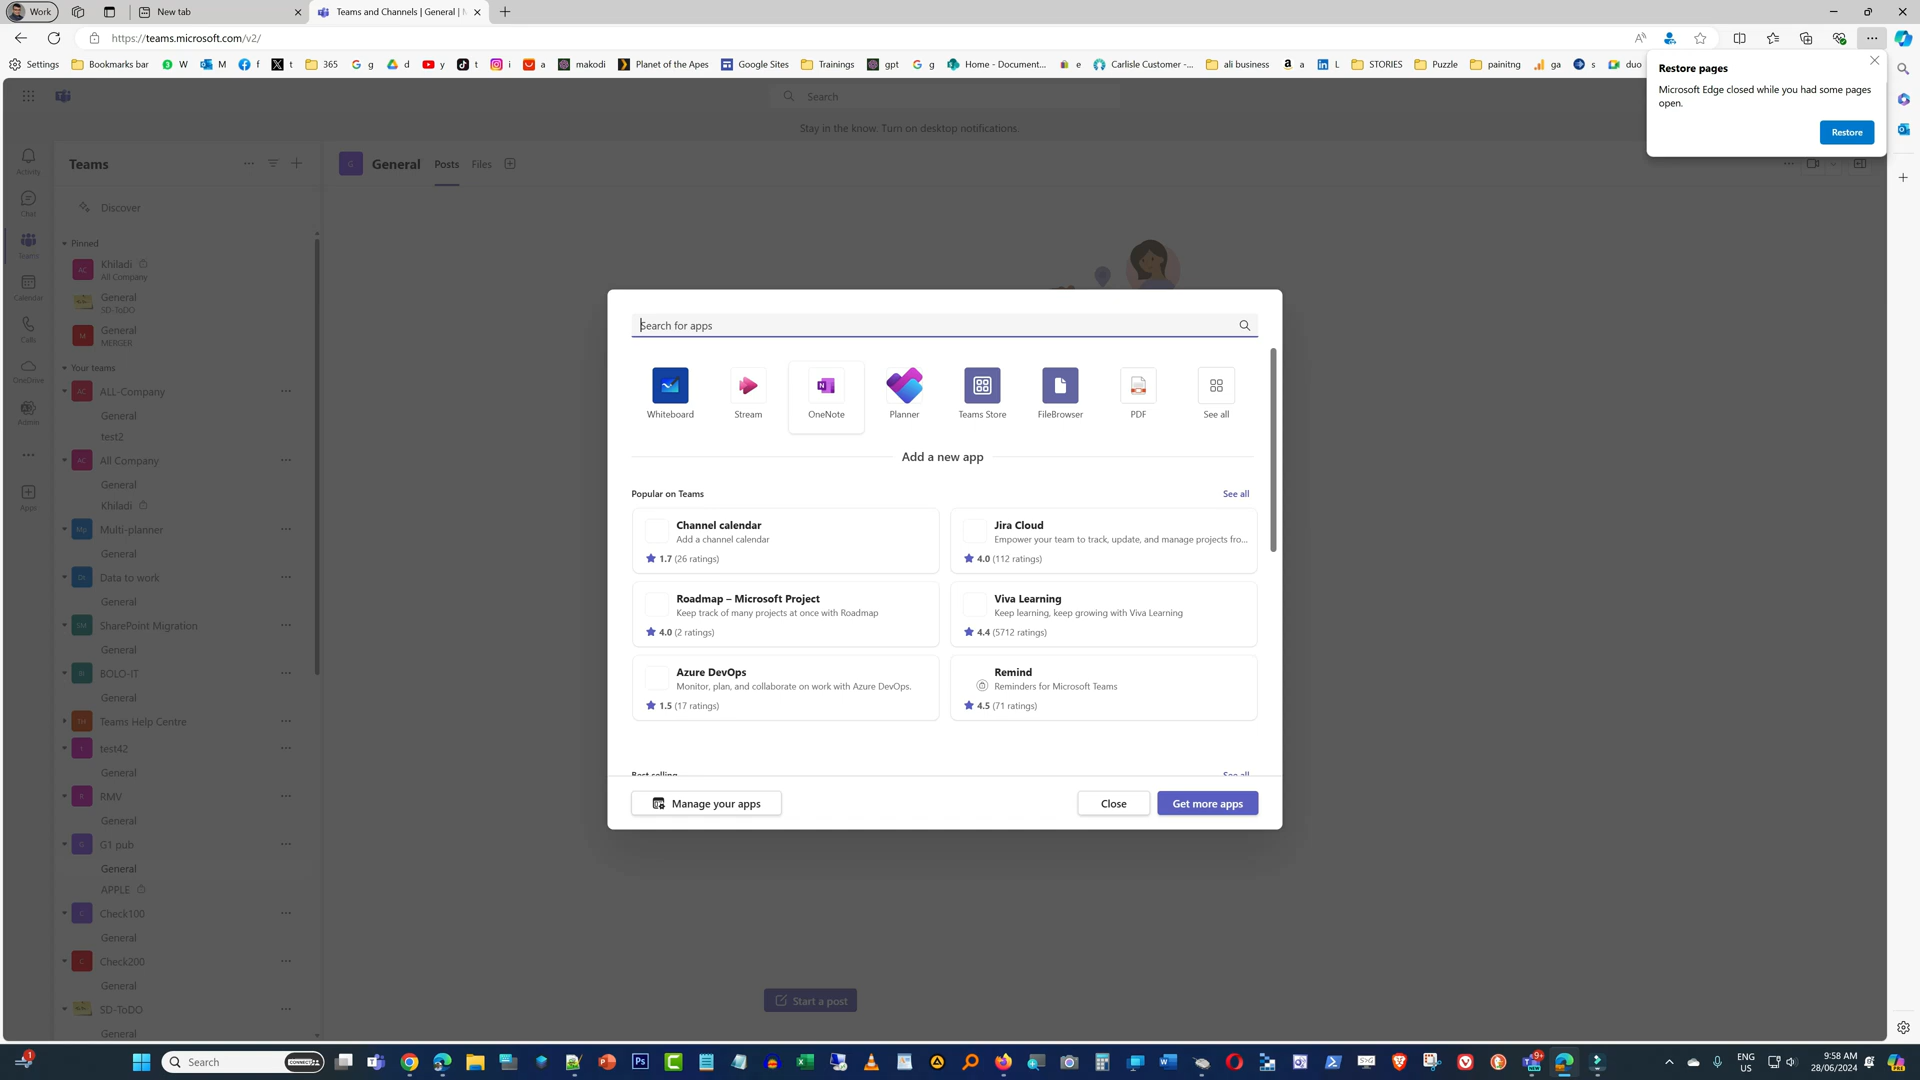 Work
New tab
Teams and Channels | General |
https://teams.microsoft.com/v2/
Settings
Bookmarks bar
W
M
f
t
365
g
d
y
t
i
a
makodi
Planet of the Apes
Google Sites
Trainings
gpt
g
Home - Document...
e
Carlisle Customer -...
ali business
a
L
STORIES
Puzzle
painitng
ga
s
duo
Restore pages
Microsoft Edge closed while you had some pages
open.
Restore
Search
Stay in the know. Turn on desktop notifications.
Activity
Chat
Teams
Calendar
Calls
OneDrive
Admin
Apps
Teams
Discover
Pinned
AC
Khiladi
All Company
General
SD-ToDO
M
General
MERGER
Your teams
AC
ALL-Company
General
test2
AC
All Company
General
Khiladi
Mp
Multi-planner
General
Data to work
General
SharePoint Migration
General
BOLO-IT
General
Teams Help Centre
test42
General
R
RMV
General
G
G1 pub
General
APPLE
C
Check100
General
C
Check200
General
SD-ToDO
General
G
General
Posts
Files
Search for apps
Whiteboard
Stream
OneNote
Planner
Teams Store
FileBrowser
PDF
See all
Add a new app
Popular on Teams
See all
Channel calendar
Add a channel calendar
1.7 (26 ratings)
Jira Cloud
Empower your team to track, update, and manage projects fro...
4.0 (112 ratings)
Roadmap – Microsoft Project
Keep track of many projects at once with Roadmap
4.0 (2 ratings)
Viva Learning
Keep learning, keep growing with Viva Learning
4.4 (5712 ratings)
Azure DevOps
Monitor, plan, and collaborate on work with Azure DevOps.
1.5 (17 ratings)
Remind
Reminders for Microsoft Teams
4.5 (71 ratings)
Best selling
See all
Manage your apps
Close
Get more apps
Start a post
1
Search
CONNECT
Ps
9+
ENG
US
9:58 AM
28/06/2024